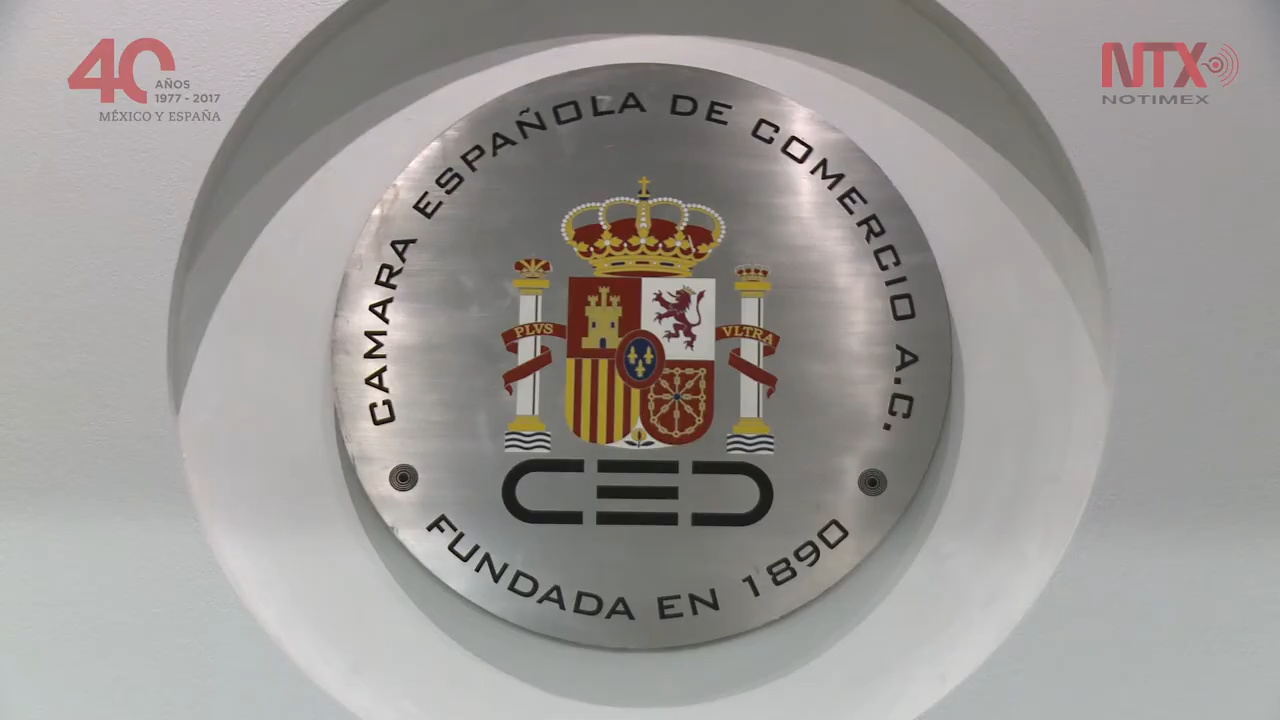 40
AÑOS
1977 - 2017
MÉXICO Y ESPAÑA
NTX
NOTIMEX
CAMARA ESPAÑOLA DE COMERCIO A.C.
PLVS
VLTRA
CEC
FUNDADA EN 1890